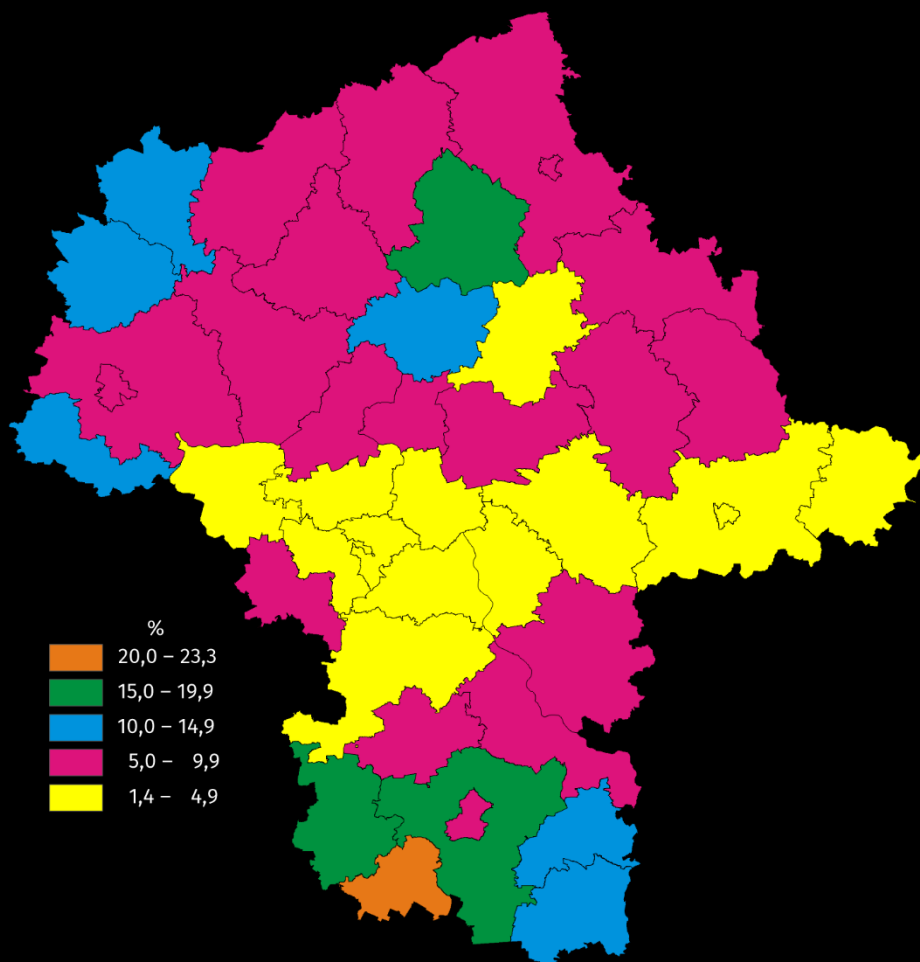 %
20,0 – 23,3
15,0 – 19,9
10,0 – 14,9
5,0 – 9,9
1,4 – 4,9